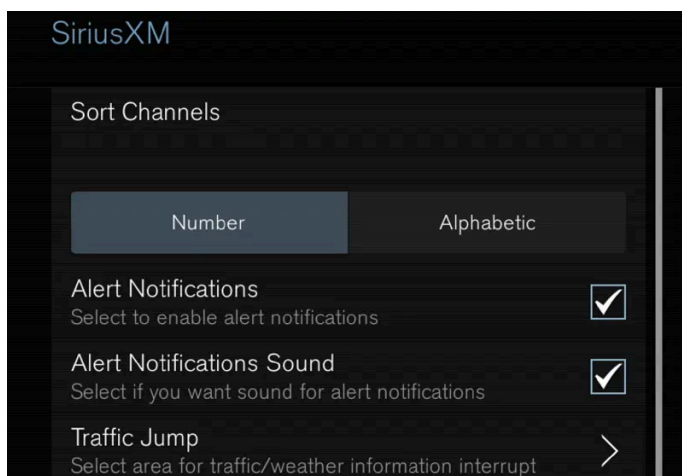 SiriusXM
Sort Channels
Number
Alphabetic
Alert Notifications
Select to enable alert notifications
Alert Notifications Sound
Select if you want sound for alert notifications
Traffic Jump
Select area for traffic/weather information interrupt